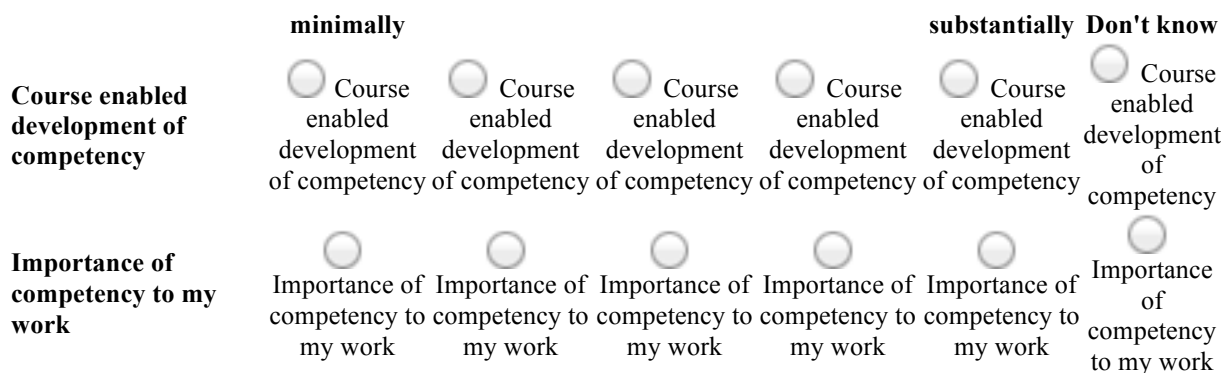 minimally substantially Don't know
Course enabled development of competency
Course enabled development of competency
Course enabled development of competency
Course enabled development of competency
Course enabled development of competency
Course enabled development of competency
Course enabled development of competency
Importance of competency to my work
Importance of competency to my work
Importance of competency to my work
Importance of competency to my work
Importance of competency to my work
Importance of competency to my work
Importance of competency to my work